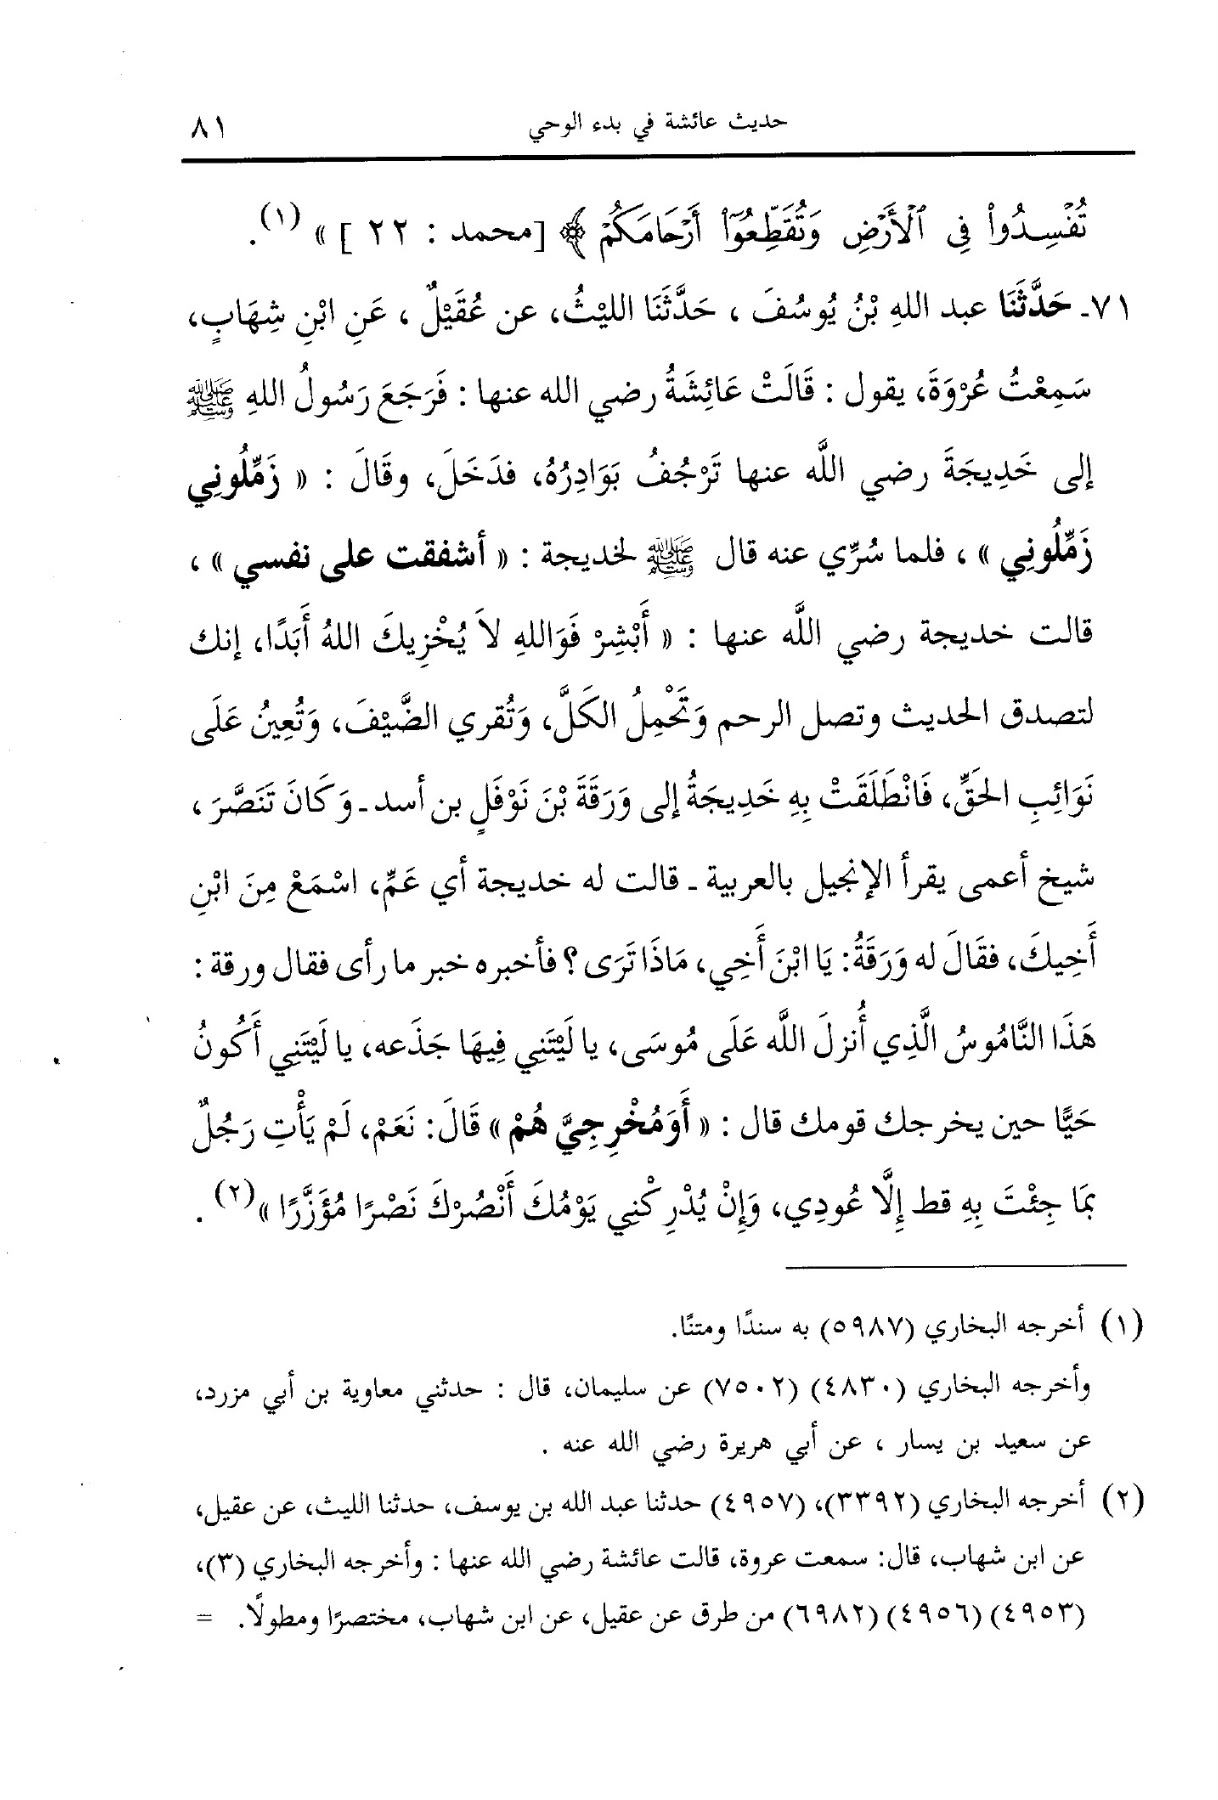 حديث عائشة في بدء الوحي ٨١
تُفْسِدُواْ فِى ٱلْأَرْضِ وَتُقَطِّعُوٓاْ أَرْحَامَكُمْ ﴾ [محمد : ٢٢ ] » (١).
٧١ـ حَدَّثَنَا عبد اللهِ بْنُ يُوسُفَ ، حَدَّثَنَا الليْثُ، عن عُقَيْلٌ ، عَنِ ابْنِ شِهَابٍ،
سَمِعْتُ عُرْوَةَ، يقول : قَالَتْ عَائِشَةُ رضي الله عنها : فَرَجَعَ رَسُولُ اللهِ ﷺ
إلى خَدِيجَةَ رضي اللَّه عنها تَرْجُفُ بَوَادِرُهُ، فدَخَلَ، وقَالَ : « زَمِّلُونِي
زَمِّلُونِي » ، فلما سُرِّي عنه قال ﷺ لخديجة : « أشفقت على نفسي » ،
قالت خديجة رضي اللَّه عنها : « أَبْشِرْ فَوَاللهِ لاَ يُخْزِيكَ اللهُ أَبَدًا، إنك
لتصدق الحديث وتصل الرحم وَتَحْمِلُ الكَلَّ، وَتُقري الضَّيْفَ، وَتُعِينُ عَلَى
نَوَائِبِ الحَقِّ، فَانْطَلَقَتْ بِهِ خَدِيجَةُ إلى وَرَقَةَ بْنَ نَوْفَلٍ بن أسد ـ وَكَانَ تَنَصَّرَ ،
شيخ أعمى يقرأ الإنجيل بالعربية ـ قالت له خديجة أي عَمِّ، اسْمَعْ مِنَ ابْنِ
أَخِيكَ، فقَالَ له وَرَقَةُ: يَا ابْنَ أَخِي، مَاذَا تَرَى ؟ فأخبره خبر ما رأى فقال ورقة :
هَذَا النَّامُوسُ الَّذِي أُنزلَ اللَّه عَلَى مُوسَى، يا لَيْتَنِي فِيهَا جَذَعه، يا لَيْتَنِي أَكُونُ
حَيًّا حين يخرجك قومك قال : « أَوَمُخْرِجِيَّ هُمْ » قَالَ: نَعَمْ، لَمْ يَأْتِ رَجُلٌ
بمَا جِئْتَ بِهِ قط إِلَّا عُودِي، وَإِنْ يُدْرِكْنِي يَوْمُكَ أَنْصُرْكَ نَصْرًا مُؤَزَّرًا »(٢) .
(١) أخرجه البخاري (٥٩٨٧) به سندًا ومتنًا.
وأخرجه البخاري (٤٨٣٠) (٧٥٠٢) عن سليمان، قال : حدثني معاوية بن أبي مزرد،
عن سعيد بن يسار ، عن أبي هريرة رضي الله عنه .
(٢) أخرجه البخاري (٣٣٩٢)، (٤٩٥٧) حدثنا عبد الله بن يوسف، حدثنا الليث، عن عقيل،
عن ابن شهاب، قال: سمعت عروة، قالت عائشة رضي الله عنها : وأخرجه البخاري (٣)،
(٤٩٥٣) (٤٩٥٦) (٦٩٨٢) من طرق عن عقيل، عن ابن شهاب، مختصرًا ومطولًا. =